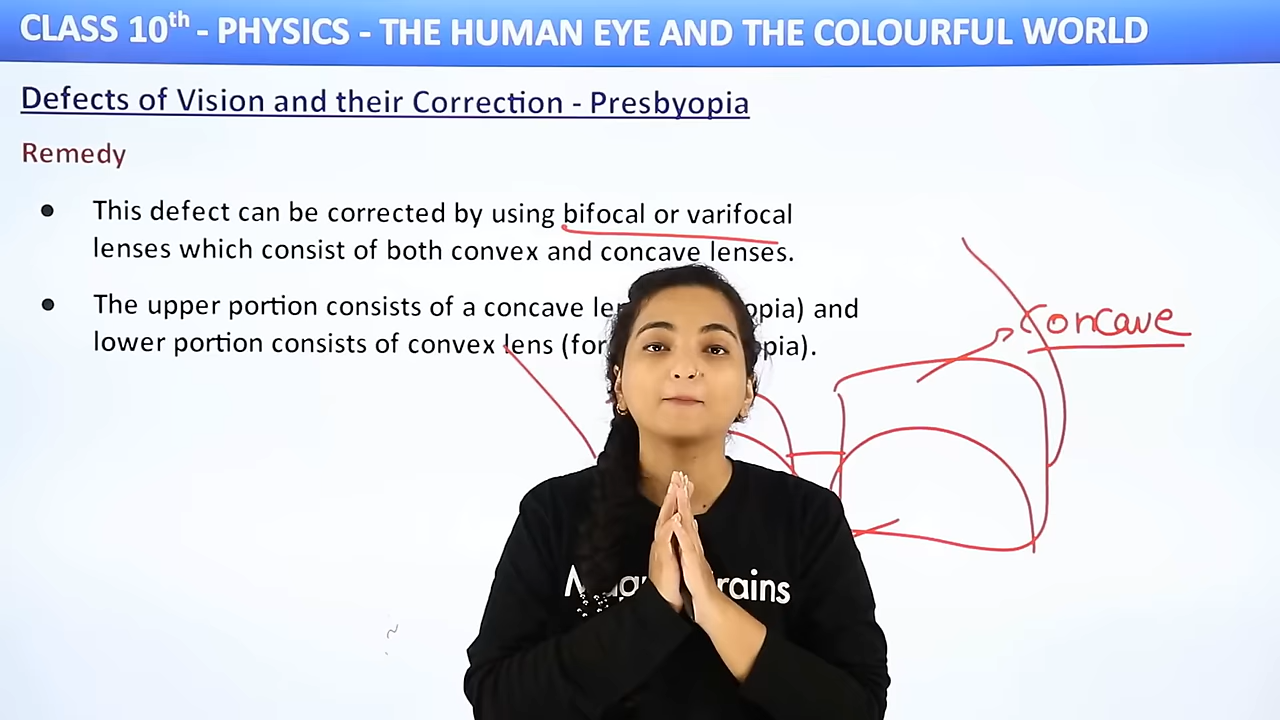 CLASS 10th - PHYSICS - THE HUMAN EYE AND THE COLOURFUL WORLD
Defects of Vision and their Correction - Presbyopia
Remedy
● This defect can be corrected by using bifocal or varifocal
lenses which consist of both convex and concave lenses.
● The upper portion consists of a concave and
lower portion consists of convex lens (for
Concave